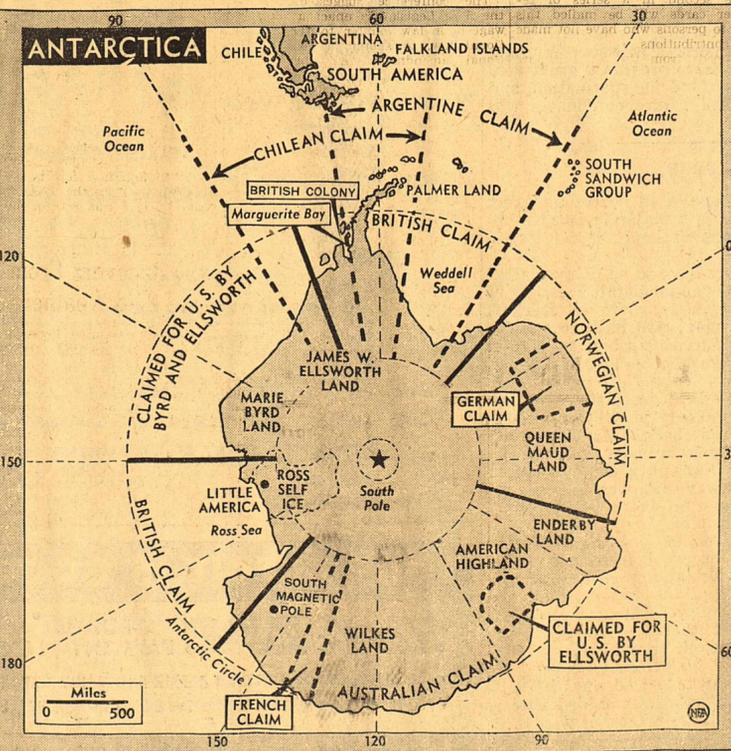 90
60
30
ANTARCTICA
CHILE
ARGENTINA
FALKLAND ISLANDS
SOUTH AMERICA
ARGENTINE CLAIM
Pacific
Ocean
Atlantic
Ocean
CHILEAN CLAIM
SOUTH
SANDWICH
GROUP
BRITISH COLONY
PALMER LAND
Marguerite Bay
BRITISH CLAIM
Weddell
Sea
120
0
CLAIMED FOR U.S. BY
BYRD AND ELLSWORTH
NORWEGIAN CLAIM
JAMES W.
ELLSWORTH
LAND
MARIE
BYRD
LAND
GERMAN
CLAIM
QUEEN
MAUD
LAND
150
3
ROSS
SELF
ICE
South
Pole
LITTLE
AMERICA
Ross Sea
BRITISH CLAIM
ENDERBY
LAND
AMERICAN
HIGHLAND
SOUTH
MAGNETIC
POLE
WILKES
LAND
CLAIMED FOR
U.S. BY
ELLSWORTH
Antarctic Circle
180
60
AUSTRALIAN CLAIM
Miles
0 500
FRENCH
CLAIM
NEA
150
120
90